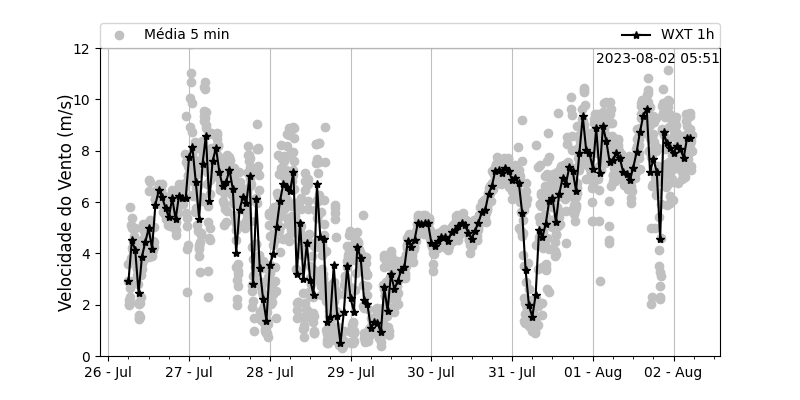 Média 5 min
WXT 1h
2023-08-02 05:51
Velocidade do Vento (m/s)
12
10
8
6
4
2
0
26 - Jul
27 - Jul
28 - Jul
29 - Jul
30 - Jul
31 - Jul
01 - Aug
02 - Aug